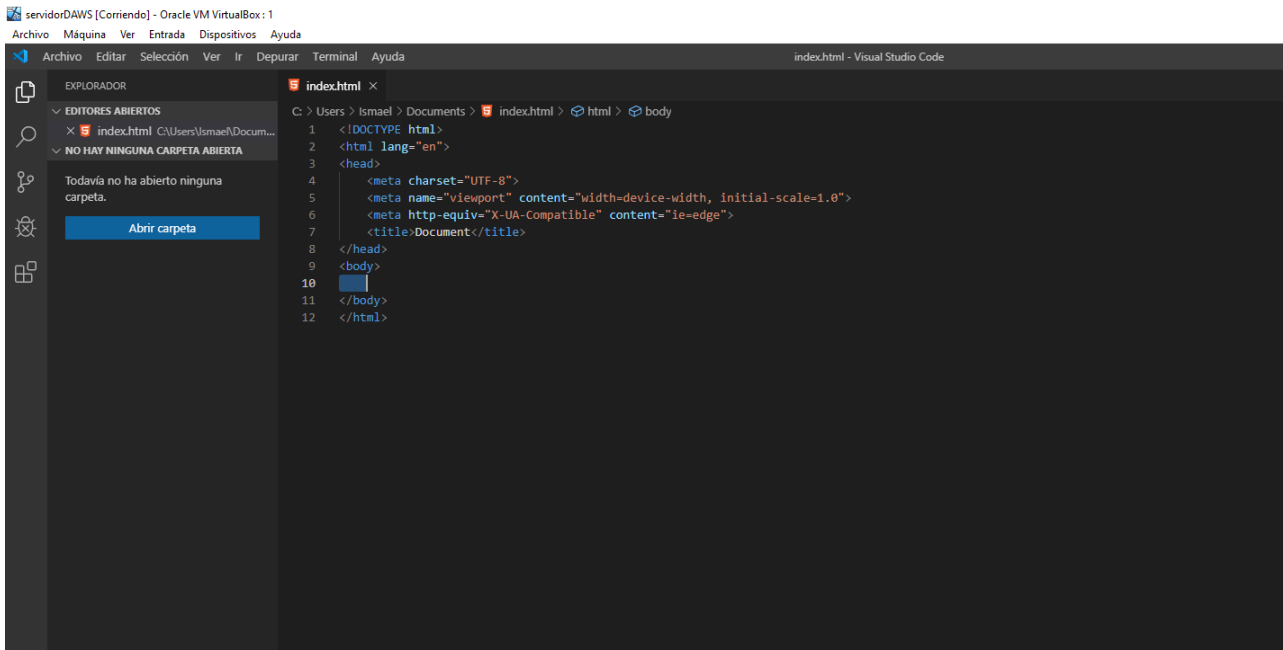 servidorDAWS [Corriendo] - Oracle VM VirtualBox : 1
Archivo Máquina Ver Entrada Dispositivos Ayuda
Archivo Editar Selección Ver Ir Depurar Terminal Ayuda index.html - Visual Studio Code
EXPLORADOR
EDITORES ABIERTOS
index.html C:\Users\Ismael\Docum...
NO HAY NINGUNA CARPETA ABIERTA
Todavía no ha abierto ninguna
carpeta.
Abrir carpeta
index.html
C: > Users > Ismael > Documents > index.html > html > body
1 <!DOCTYPE html>
2 <html lang="en">
3 <head>
4 <meta charset="UTF-8">
5 <meta name="viewport" content="width=device-width, initial-scale=1.0">
6 <meta http-equiv="X-UA-Compatible" content="ie=edge">
7 <title>Document</title>
8 </head>
9 <body>
10
11 </body>
12 </html>